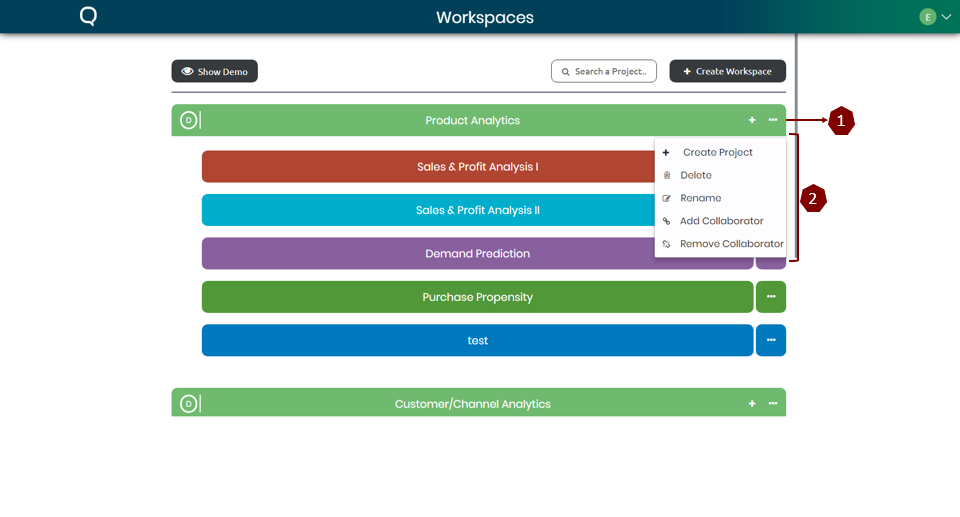 Q
Workspaces
E
Show Demo
Search a Project..
+ Create Workspace
D
Product Analytics
+ ...
1
Sales & Profit Analysis I
Create Project
Delete
2
Rename
Sales & Profit Analysis II
Add Collaborator
Remove Collaborator
Demand Prediction
Purchase Propensity
...
test
...
D
Customer/Channel Analytics
+ ...